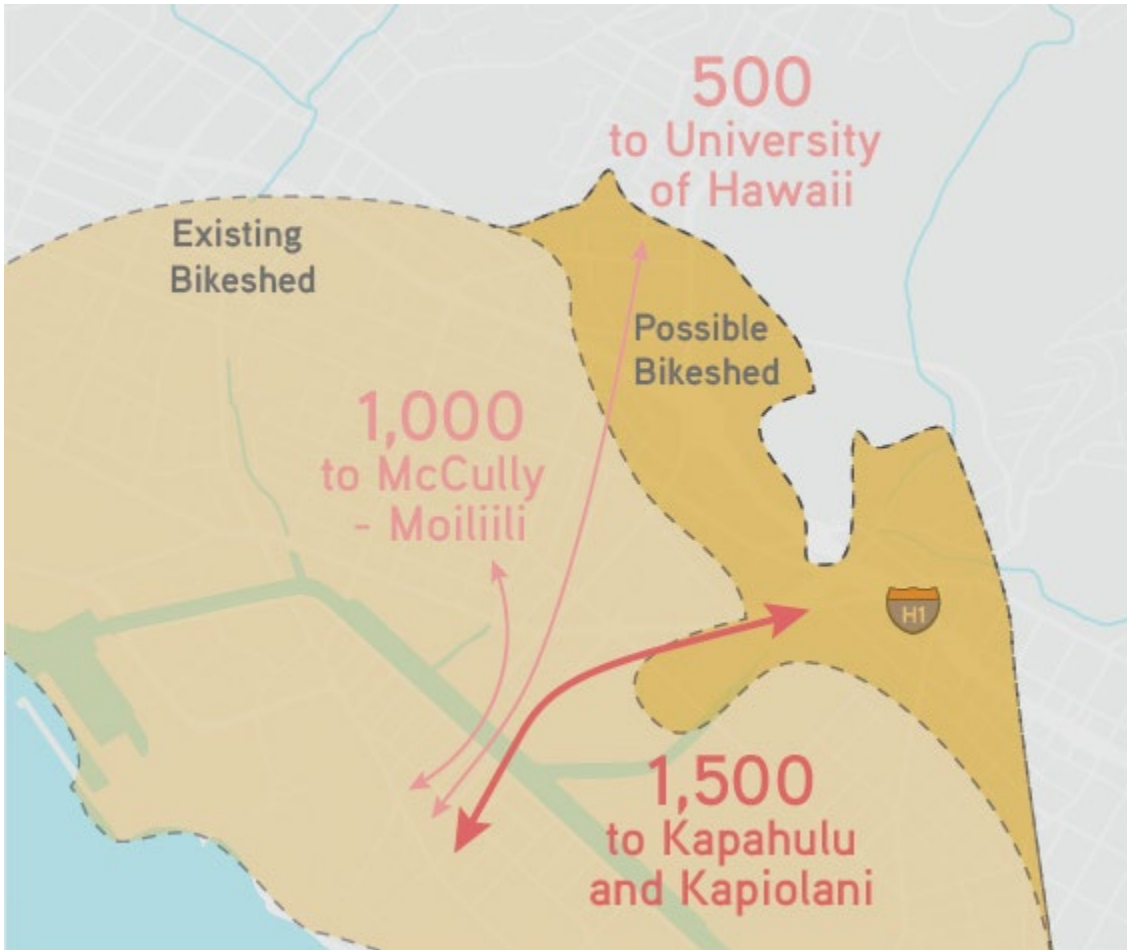 500
to University
of Hawaii
Existing
Bikeshed
Possible
Bikeshed
1,000
to McCully
- Moiliili
H1
1,500
to Kapahulu
and Kapiolani